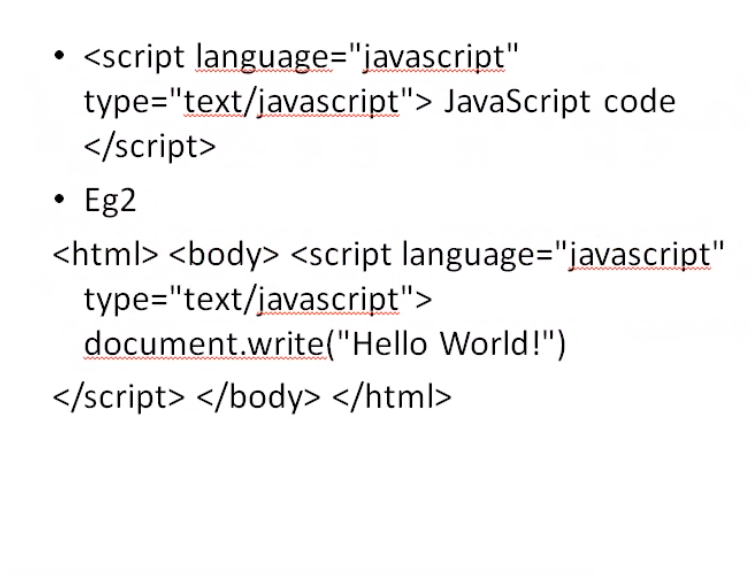 • <script language="javascript"
type="text/javascript"> JavaScript code
</script>
• Eg2
<html> <body> <script language="javascript"
type="text/javascript">
document.write("Hello World!")
</script> </body> </html>